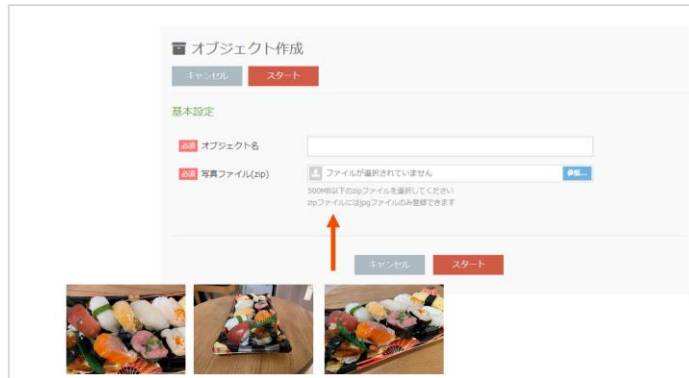 オブジェクト作成
キャンセル スタート
基本設定
必須 オブジェクト名
必須 写真ファイル(zip) ファイルが選択されていません 参照...
500MB以下のzipファイルを選択してください
zipファイルにはjpgファイルのみ登録できます
キャンセル スタート